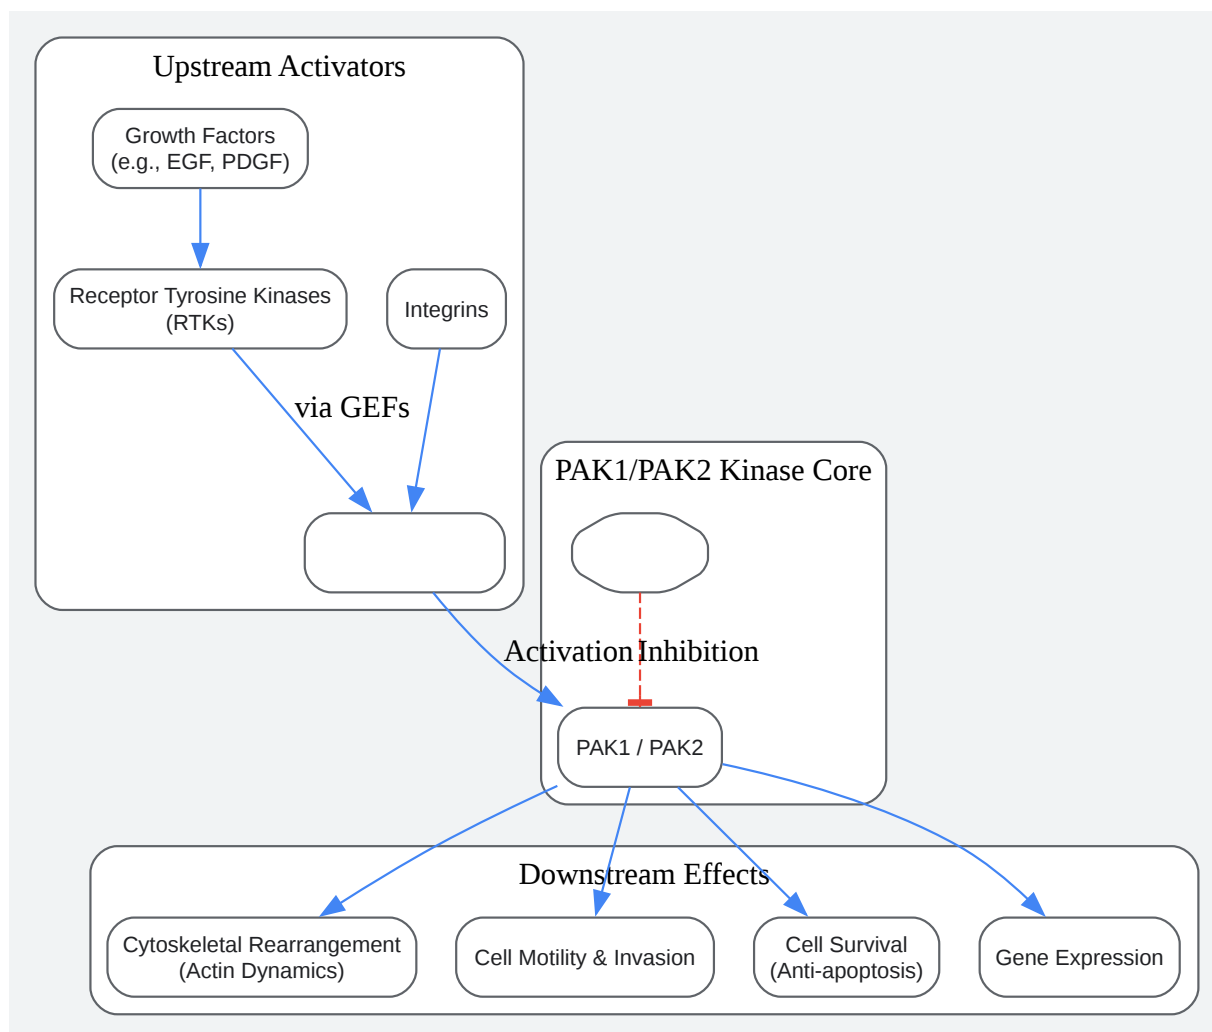 Upstream Activators
Growth Factors
(e.g., EGF, PDGF)
Receptor Tyrosine Kinases
(RTKs)
Integrins
via GEFs
PAK1/PAK2 Kinase Core
Activation
Inhibition
PAK1 / PAK2
Downstream Effects
Cytoskeletal Rearrangement
(Actin Dynamics)
Cell Motility & Invasion
Cell Survival
(Anti-apoptosis)
Gene Expression